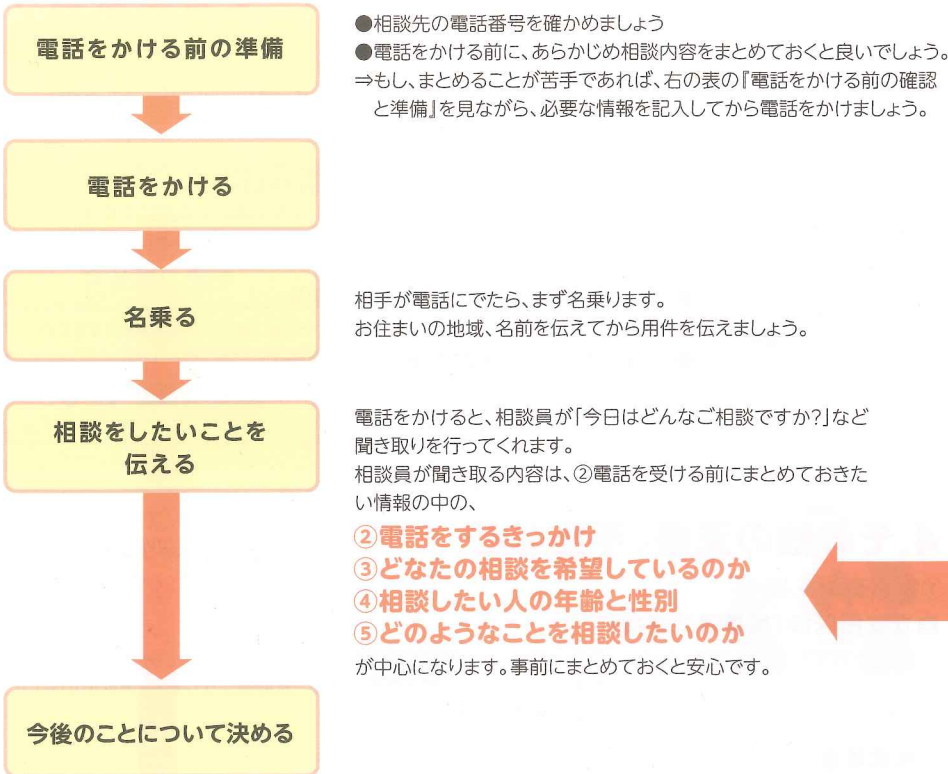 電話をかける前の準備
●相談先の電話番号を確かめましょう
●電話をかける前に、あらかじめ相談内容をまとめておくと良いでしょう。
⇒もし、まとめることが苦手であれば、右の表の『電話をかける前の確認
と準備』を見ながら、必要な情報を記入してから電話をかけましょう。
電話をかける
名乗る
相手が電話にでたら、まず名乗ります。
お住まいの地域、名前を伝えてから用件を伝えましょう。
相談をしたいことを
伝える
電話をかけると、相談員が「今日はどんなご相談ですか?」など
聞き取りを行ってくれます。
相談員が聞き取る内容は、②電話を受ける前にまとめておきた
い情報の中の、
②電話をするきっかけ
③どなたの相談を希望しているのか
④相談したい人の年齢と性別
⑤どのようなことを相談したいのか
が中心になります。事前にまとめておくと安心です。
今後のことについて決める